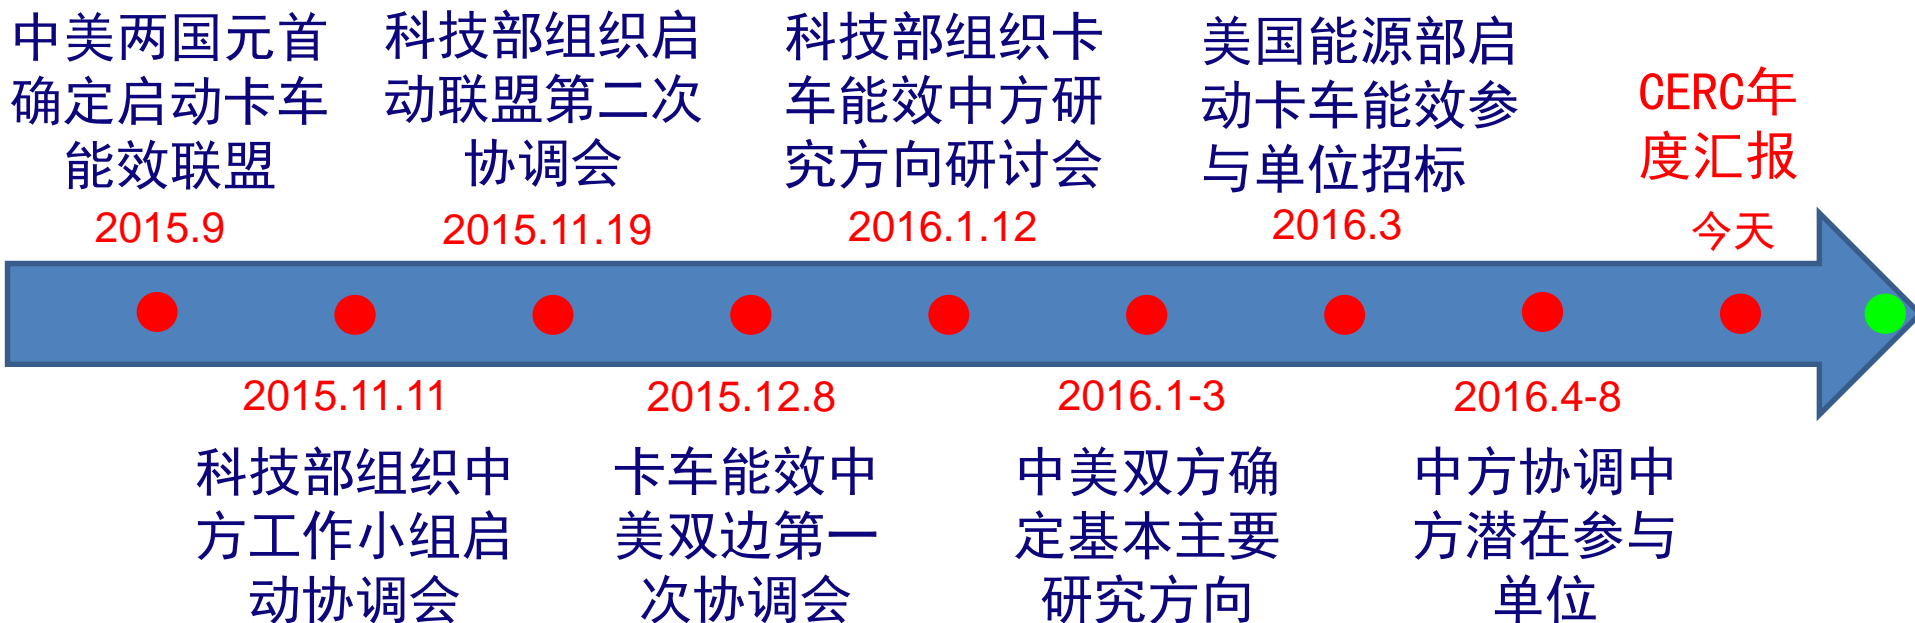 中美两国元首
确定启动卡车
能效联盟
2015.9
科技部组织启
动联盟第二次
协调会
2015.11.19
科技部组织卡
车能效中方研
究方向研讨会
2016.1.12
美国能源部启
动卡车能效参
与单位招标
2016.3
CERC年
度汇报
今天
2015.11.11
科技部组织中
方工作小组启
动协调会
2015.12.8
卡车能效中
美双边第一
次协调会
2016.1-3
中美双方确
定基本主要
研究方向
2016.4-8
中方协调中
方潜在参与
单位